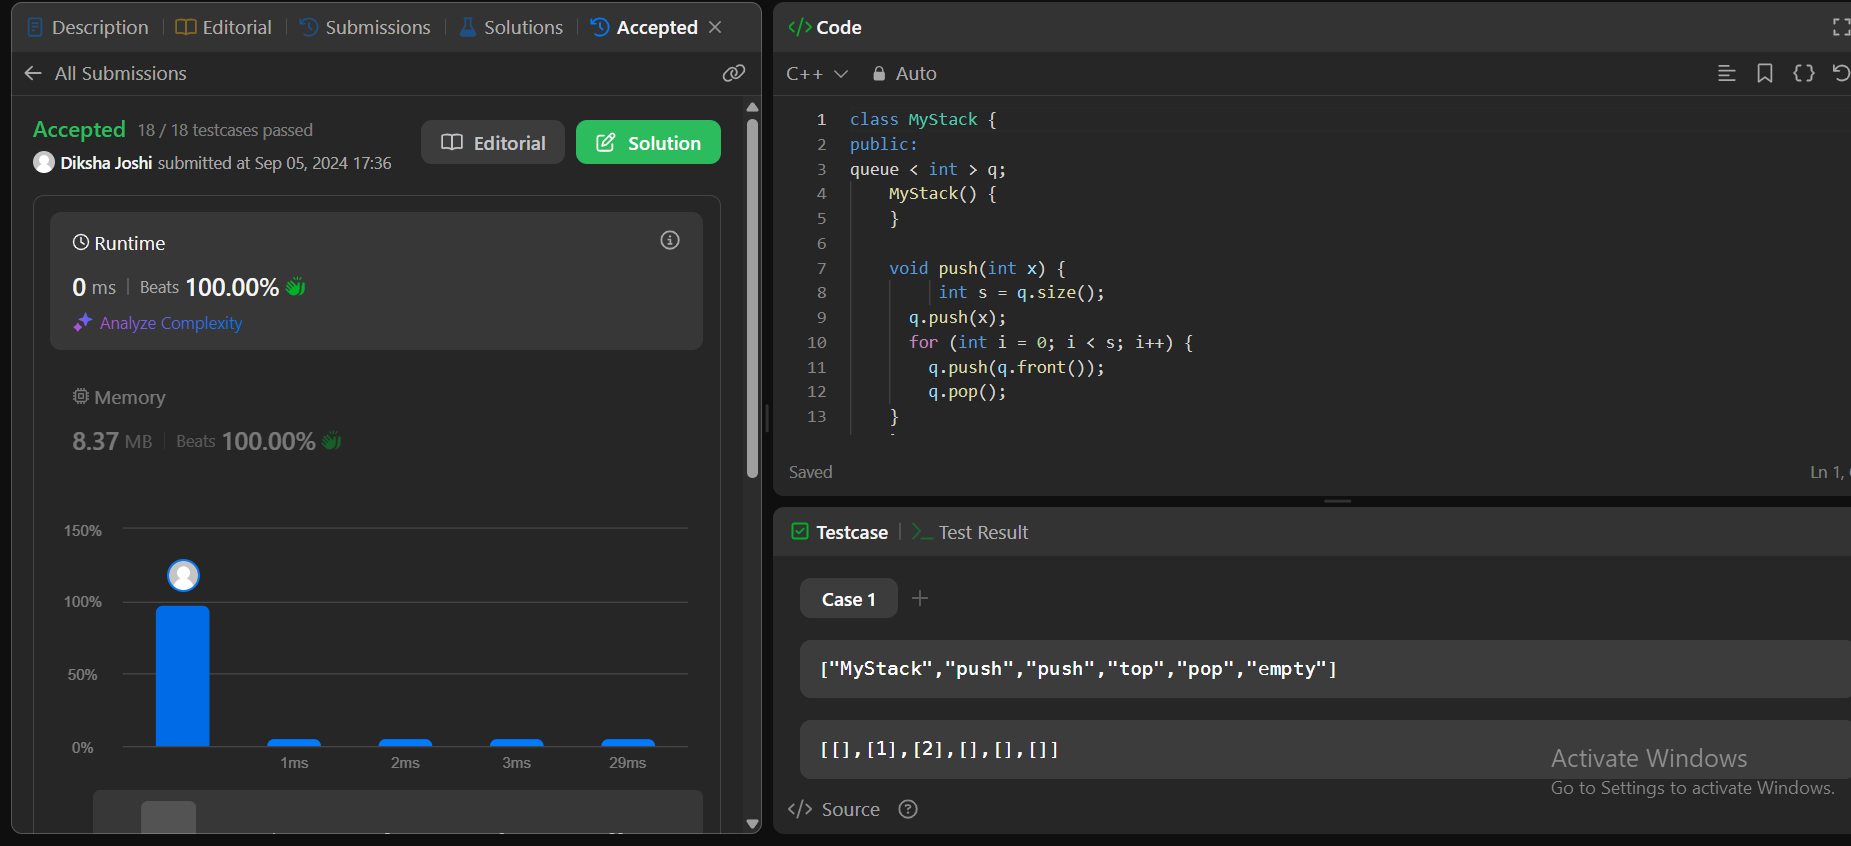 Description Editorial Submissions Solutions Accepted
All Submissions
Accepted 18 / 18 testcases passed
Diksha Joshi submitted at Sep 05, 2024 17:36
Editorial
Solution
Runtime
0 ms Beats 100.00%
Analyze Complexity
Memory
8.37 MB Beats 100.00%
150%
100%
50%
0%
1ms 2ms 3ms 29ms
</> Code
C++ Auto
1 class MyStack {
2 public:
3 queue < int > q;
4 MyStack() {
5 }
6
7 void push(int x) {
8 int s = q.size();
9 q.push(x);
10 for (int i = 0; i < s; i++) {
11 q.push(q.front());
12 q.pop();
13 }
Saved
Ln 1,
Testcase Test Result
Case 1 +
["MyStack","push","push","top","pop","empty"]
[[],[1],[2],[],[],[]]
</> Source
Activate Windows
Go to Settings to activate Windows.